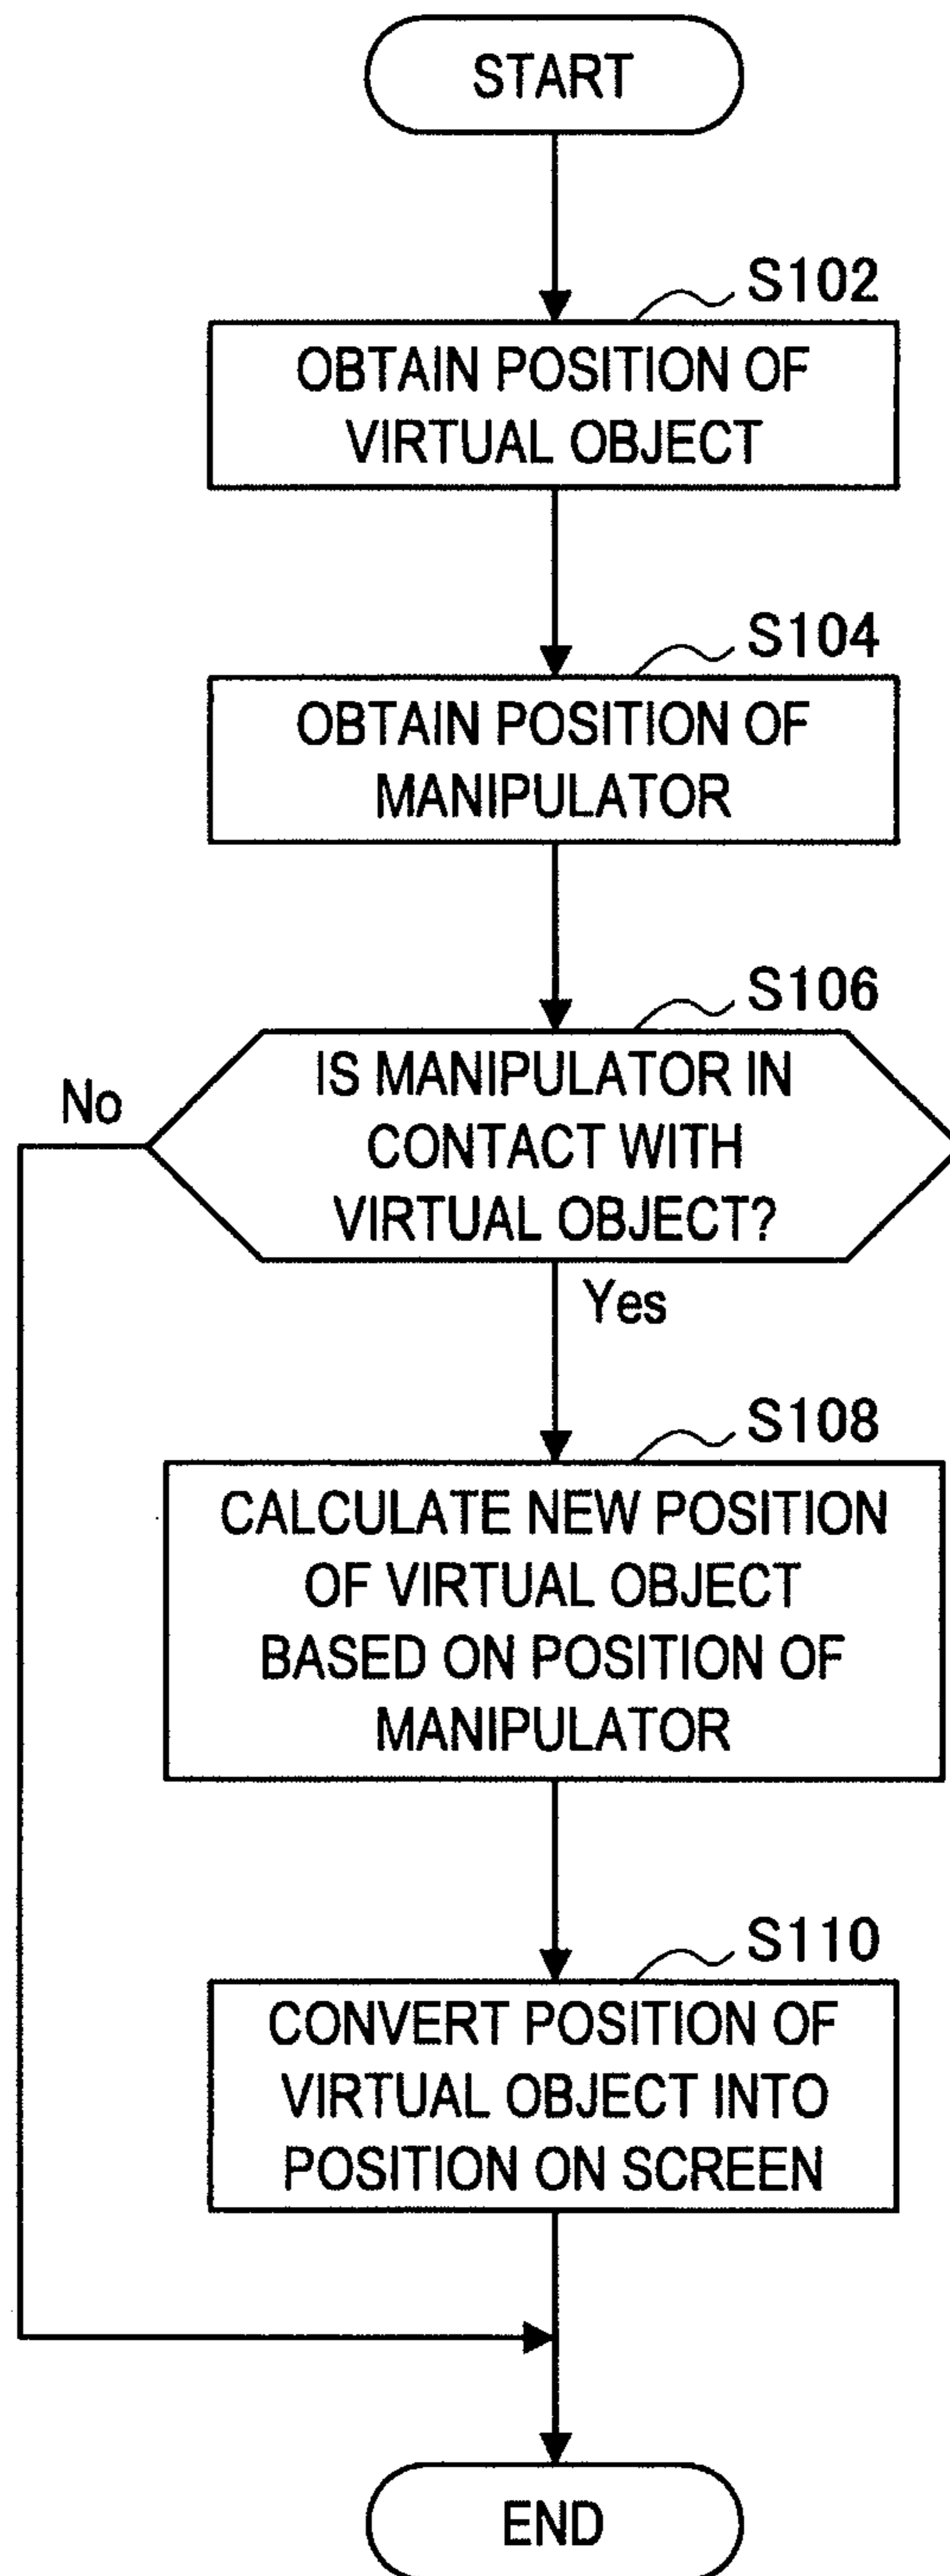 START
S102
OBTAIN POSITION OF
VIRTUAL OBJECT
S104
OBTAIN POSITION OF
MANIPULATOR
S106
IS MANIPULATOR IN
CONTACT WITH
VIRTUAL OBJECT?
No
Yes
S108
CALCULATE NEW POSITION
OF VIRTUAL OBJECT
BASED ON POSITION OF
MANIPULATOR
S110
CONVERT POSITION OF
VIRTUAL OBJECT INTO
POSITION ON SCREEN
END